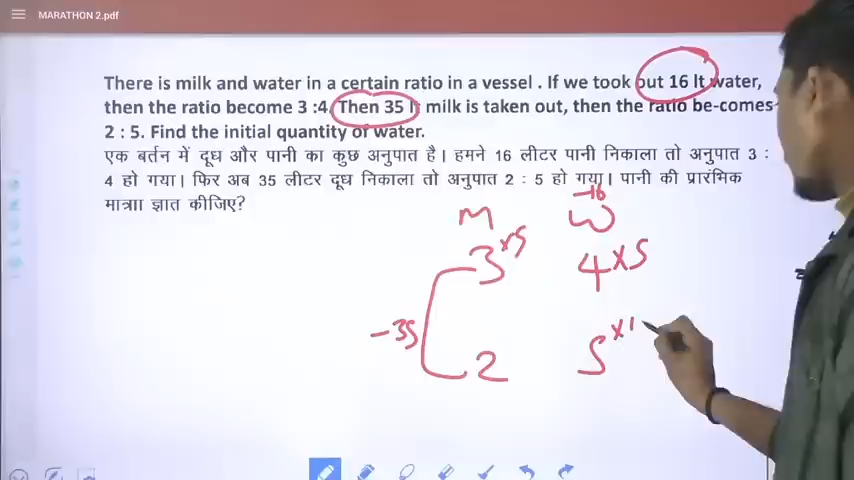 MARATHON 2.pdf
There is milk and water in a certain ratio in a vessel . If we took out 16 lt water,
then the ratio become 3 :4. Then 35 lt milk is taken out, then the ratio be-comes
2 : 5. Find the initial quantity of water.
एक बर्तन में दूध और पानी का कुछ अनुपात है। हमने 16 लीटर पानी निकाला तो अनुपात 3 :
4 हो गया। फिर अब 35 लीटर दूध निकाला तो अनुपात 2 : 5 हो गया। पानी की प्रारंमिक
मात्राा ज्ञात कीजिए?
-16
M W
3×5 4×5
-35
2 5×1